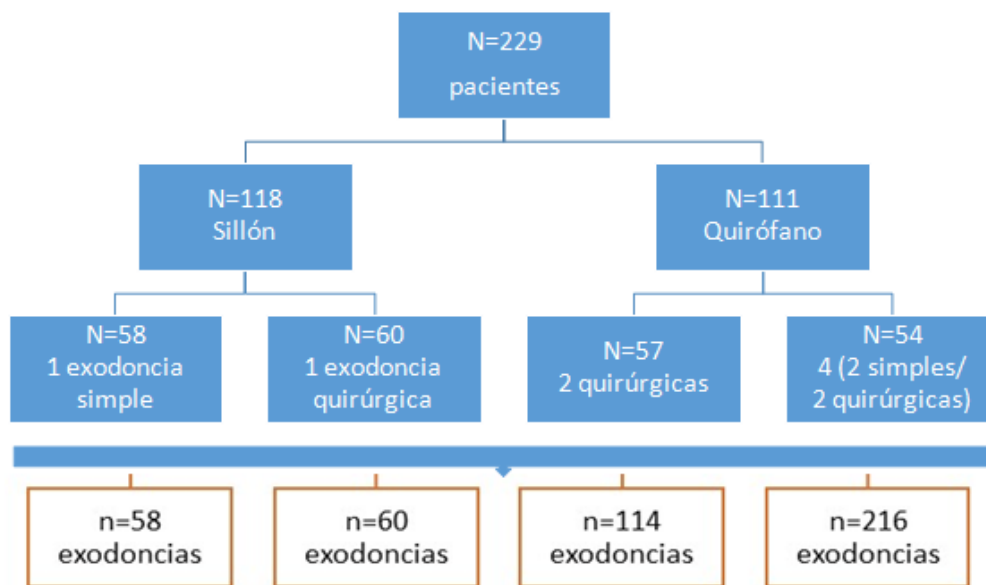 N=229
pacientes
N=118
Sillón
N=111
Quirófano
N=58
1 exodoncia
simple
N=60
1 exodoncia
quirúrgica
N=57
2 quirúrgicas
N=54
4 (2 simples/
2 quirúrgicas)
n=58
exodoncias
n=60
exodoncias
n=114
exodoncias
n=216
exodoncias